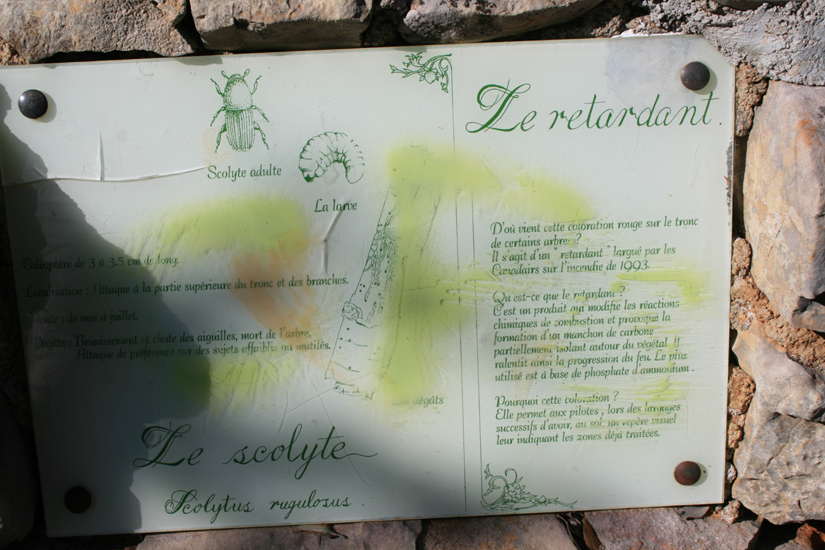 Scolyte adulte
La larve
Coléoptère de 3 à 3,5 cm de long.
Localisation : Attaque à la partie supérieure du tronc et des branches.
Ponte : de mai à juillet.
Dégâts : Brunissement et chute des aiguilles, mort de l'arbre.
Attaque de préférence sur des sujets affaiblis ou mutilés.
dégâts
Le scolyte
Scolytus rugulosus
Le retardant.
D'où vient cette coloration rouge sur le tronc
de certains arbres ?
Il s'agit d'un "retardant" largué par les
Canadairs sur l'incendie de 1993.
Qu'est-ce que le retardant ?
C'est un produit qui modifie les réactions
chimiques de combustion et provoque la
formation d'un manchon de carbone
partiellement isolant autour du végétal. Il
ralentit ainsi la progression du feu. Le plus
utilisé est à base de phosphate d'ammonium.
Pourquoi cette coloration ?
Elle permet aux pilotes, lors des largages
successifs d'avoir, au sol, un repère visuel
leur indiquant les zones déjà traitées.